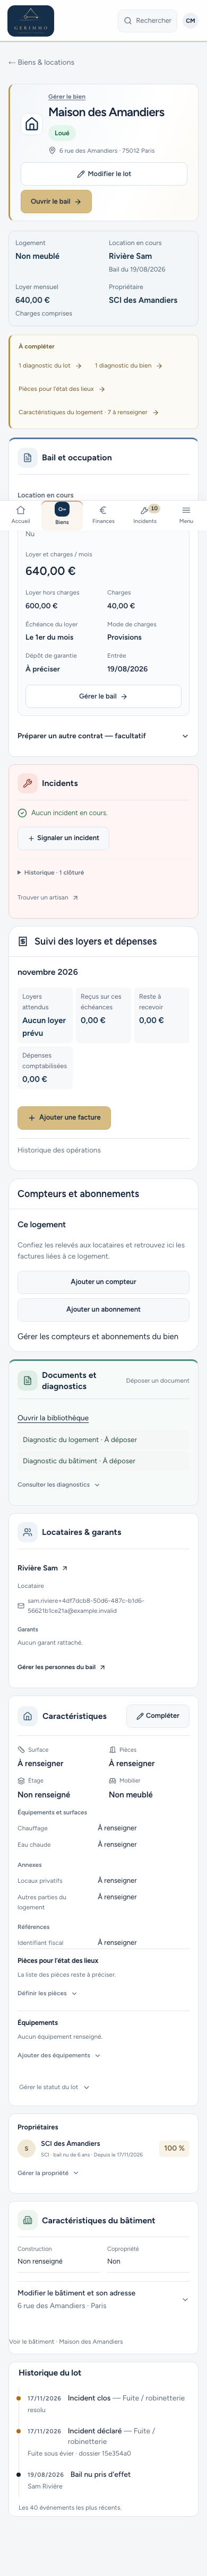 GERIHMO
Rechercher
CM
← Biens & locations
Gérer le bien
Maison des Amandiers
Loué
6 rue des Amandiers · 75012 Paris
Modifier le lot
Ouvrir le bail →
Logement
Non meublé
Location en cours
Rivière Sam
Bail du 19/08/2026
Loyer mensuel
640,00 €
Charges comprises
Propriétaire
SCI des Amandiers
À compléter
1 diagnostic du lot →
1 diagnostic du bien →
Pièces pour l'état des lieux →
Caractéristiques du logement · 7 à renseigner →
Bail et occupation
Location en cours
Accueil
Biens
Finances
10
Incidents
Menu
Nu
Loyer et charges / mois
640,00 €
Loyer hors charges
600,00 €
Charges
40,00 €
Échéance du loyer
Le 1er du mois
Mode de charges
Provisions
Dépôt de garantie
À préciser
Entrée
19/08/2026
Gérer le bail →
Préparer un autre contrat — facultatif
Incidents
Aucun incident en cours.
+ Signaler un incident
Historique · 1 clôturé
Trouver un artisan
Suivi des loyers et dépenses
novembre 2026
Loyers attendus
Aucun loyer prévu
Reçus sur ces échéances
0,00 €
Reste à recevoir
0,00 €
Dépenses comptabilisées
0,00 €
+ Ajouter une facture
Historique des opérations
Compteurs et abonnements
Ce logement
Confiez les relevés aux locataires et retrouvez ici les
factures liées à ce logement.
Ajouter un compteur
Ajouter un abonnement
Gérer les compteurs et abonnements du bien
Documents et diagnostics
Déposer un document
Ouvrir la bibliothèque
Diagnostic du logement · À déposer
Diagnostic du bâtiment · À déposer
Consulter les diagnostics
Locataires & garants
Rivière Sam
Locataire
sam.riviere+4df7dcb8-50d6-487c-b1d6-
56621b1ce21a@example.invalid
Garants
Aucun garant rattaché.
Gérer les personnes du bail
Caractéristiques
Compléter
Surface
À renseigner
Pièces
À renseigner
Étage
Non renseigné
Mobilier
Non meublé
Équipements et surfaces
Chauffage
À renseigner
Eau chaude
À renseigner
Annexes
Locaux privatifs
À renseigner
Autres parties du logement
À renseigner
Références
Identifiant fiscal
À renseigner
Pièces pour l'état des lieux
La liste des pièces reste à préciser.
Définir les pièces
Équipements
Aucun équipement renseigné.
Ajouter des équipements
Gérer le statut du lot
Propriétaires
S
SCI des Amandiers
SCI · bail nu de 6 ans · Depuis le 17/11/2026
100 %
Gérer la propriété
Caractéristiques du bâtiment
Construction
Non renseigné
Copropriété
Non
Modifier le bâtiment et son adresse
6 rue des Amandiers · Paris
Voir le bâtiment · Maison des Amandiers
Historique du lot
17/11/2026 Incident clos — Fuite / robinetterie
resolu
17/11/2026 Incident déclaré — Fuite /
robinetterie
Fuite sous évier · dossier 15e354a0
19/08/2026 Bail nu pris d'effet
Sam Rivière
Les 40 événements les plus récents.